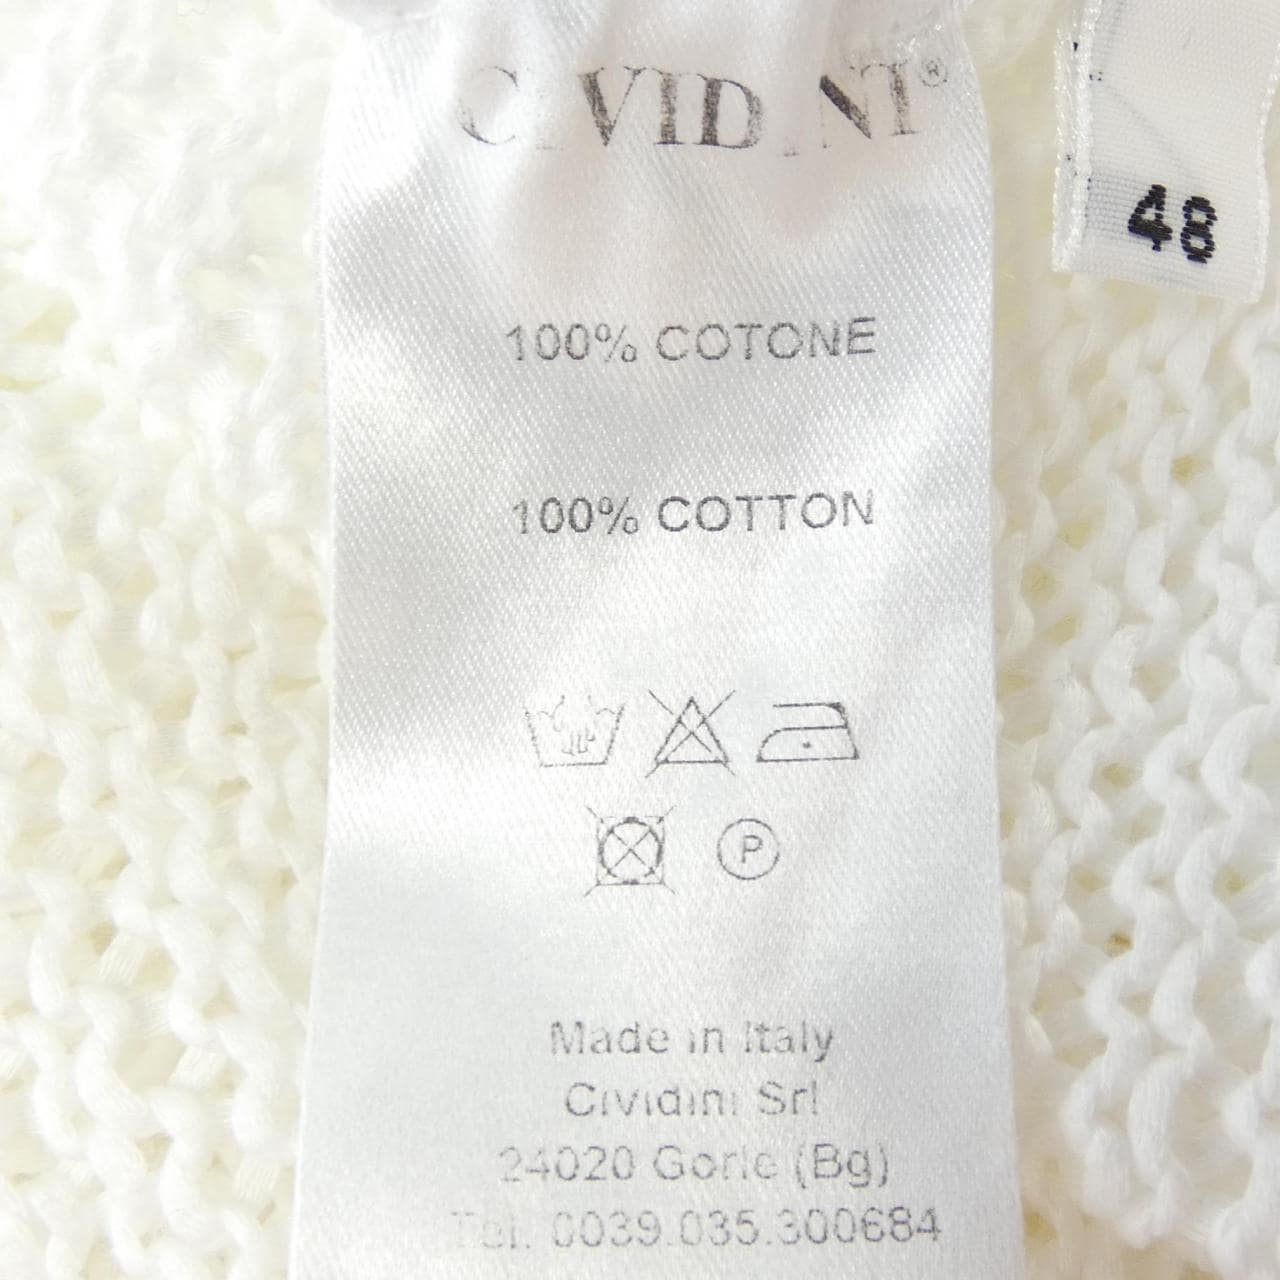 CIVIDINI®
48
100% COTONE
100% COTTON
P
Made in Italy
Cividini Srl
24020 Gorle (Bg)
Tel. 0039.035.300684